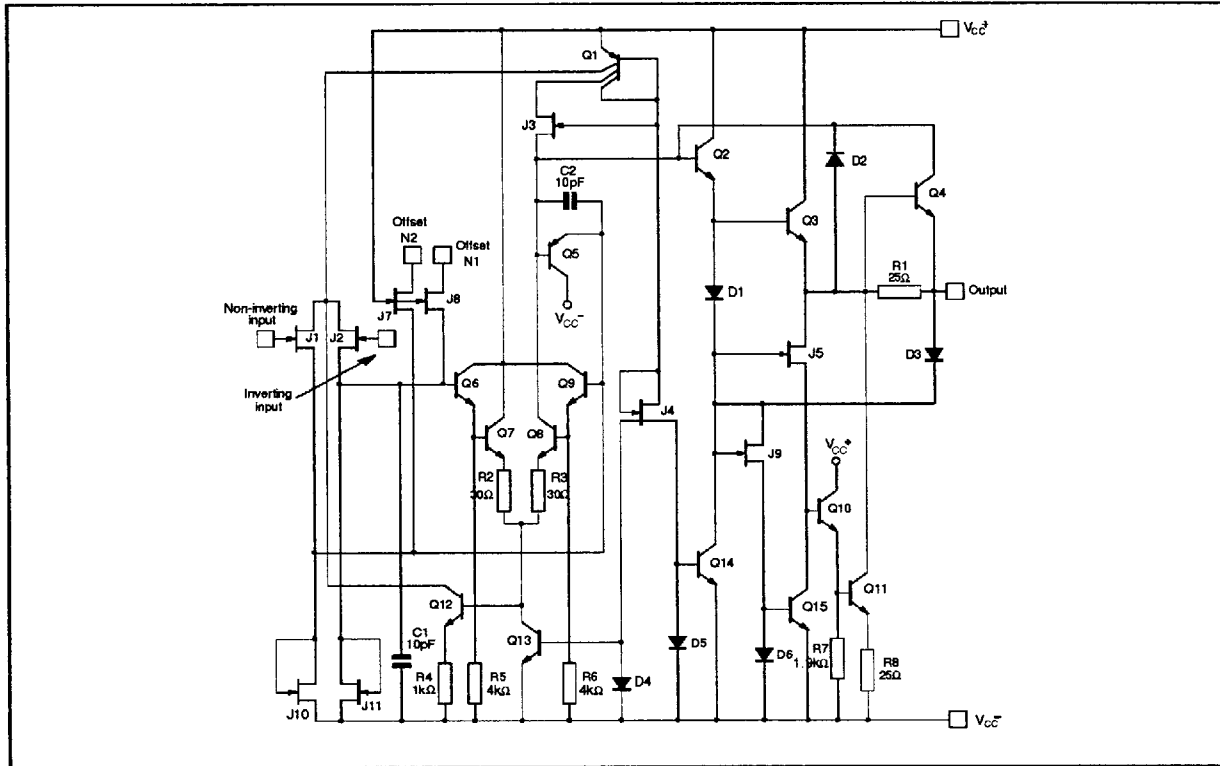 VCC+
Q1
J3
Q2
D2
C2
10pF
Q4
Offset
N2
Offset
N1
Q3
Q5
R1
25Ω
Output
VCC-
D1
J7
J8
Non-inverting
input
J1
J2
J5
D3
Inverting
input
Q6
Q9
J4
Q7
Q8
VCC+
J9
R2
30Ω
R3
30Ω
Q10
Q14
Q11
Q12
Q15
C1
10pF
Q13
R4
1kΩ
R5
4kΩ
R6
4kΩ
D4
D5
D6
R7
1.9kΩ
R8
25Ω
J10
J11
VCC-